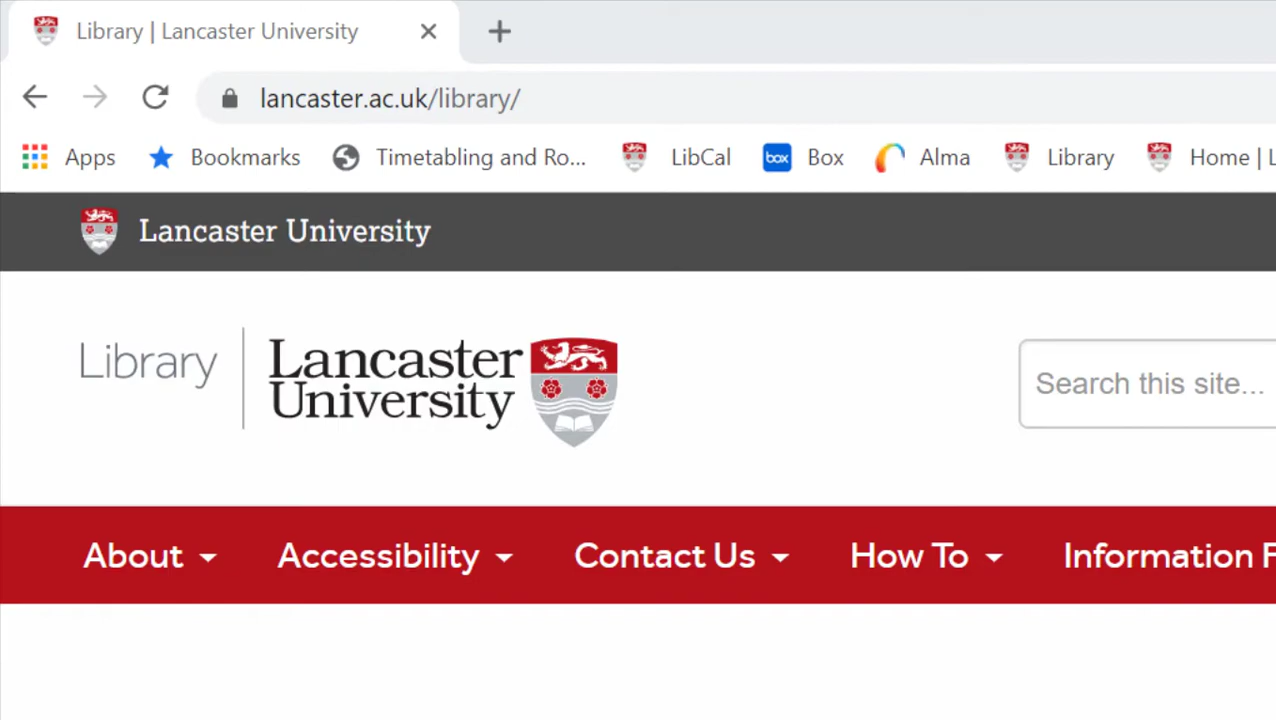 Library | Lancaster University
lancaster.ac.uk/library/
Apps Bookmarks Timetabling and Ro... LibCal box Box Alma Library Home | L
Lancaster University
Library Lancaster University
Search this site...
About Accessibility Contact Us How To Information F